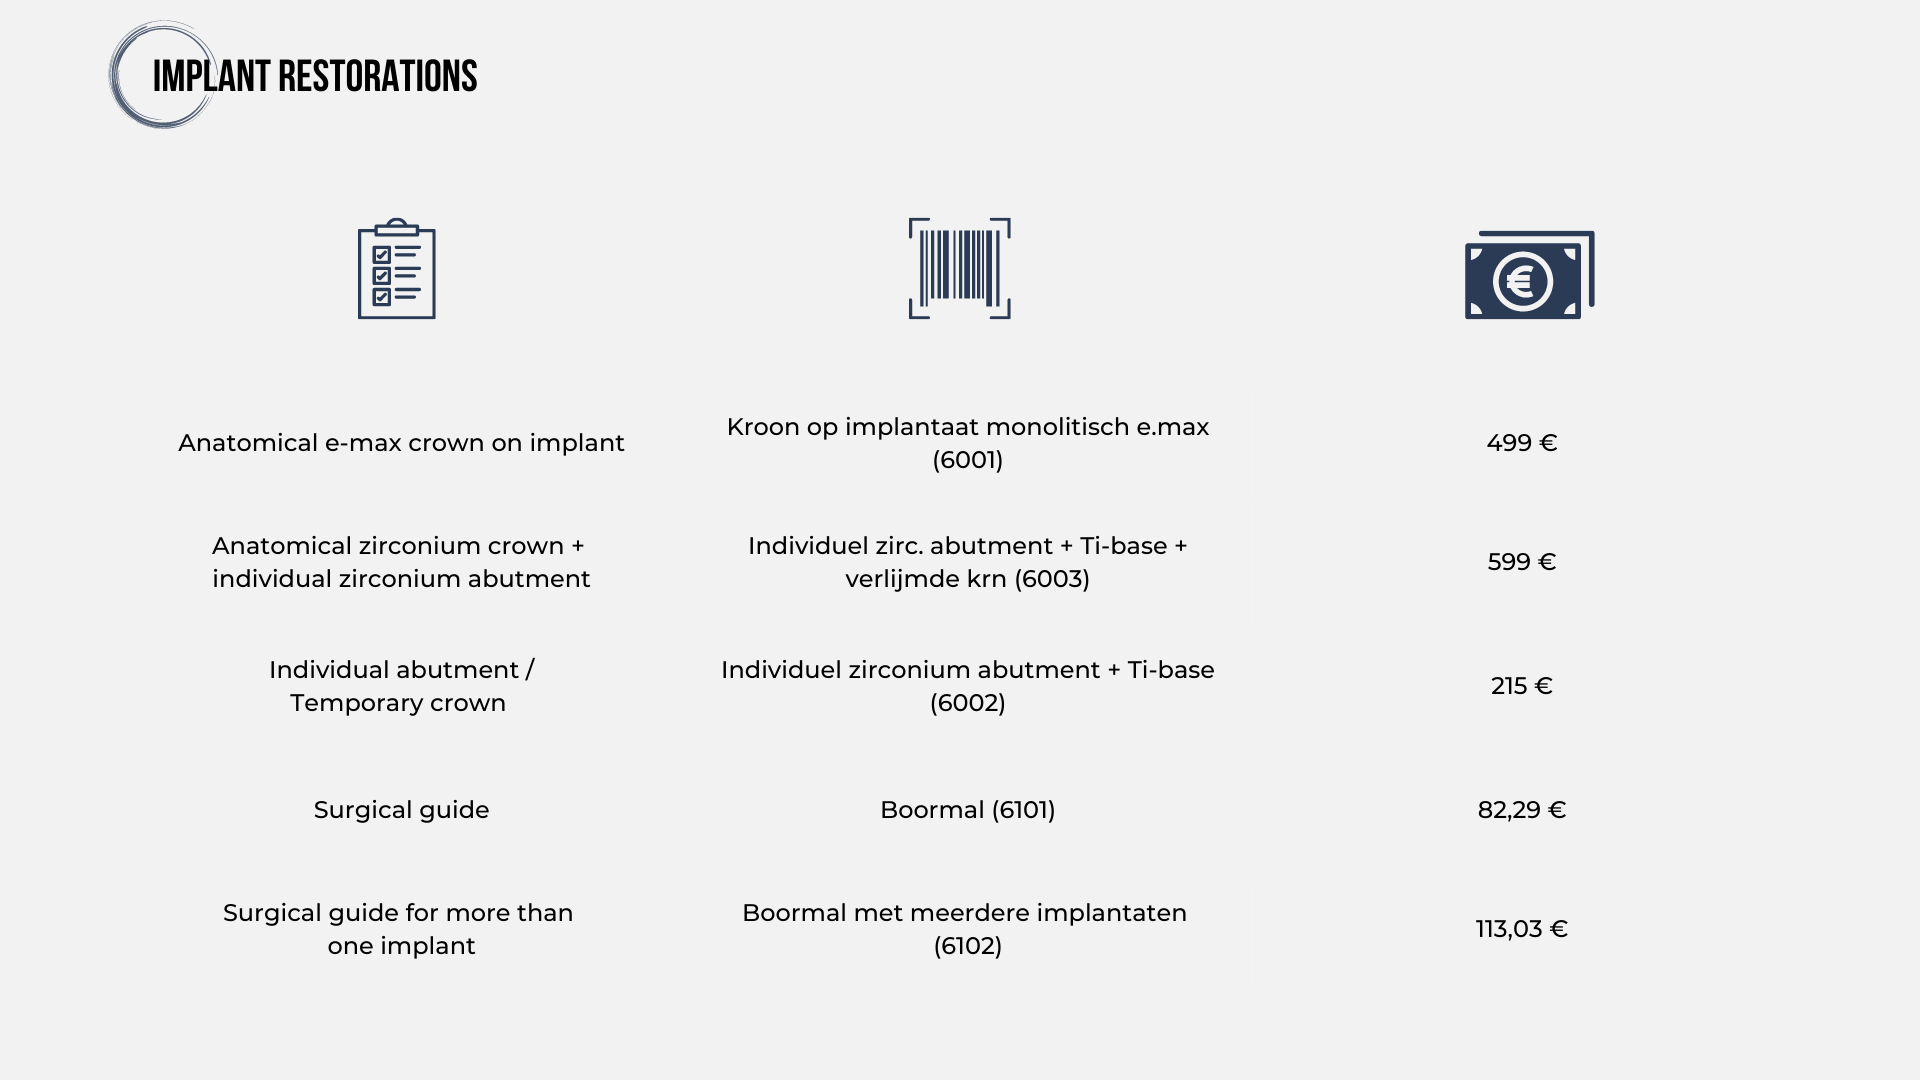 IMPLANT RESTORATIONS
Anatomical e-max crown on implant
Kroon op implantaat monolitisch e.max
(6001)
499 €
Anatomical zirconium crown +
individual zirconium abutment
Individuel zirc. abutment + Ti-base +
verlijmde krn (6003)
599 €
Individual abutment /
Temporary crown
Individuel zirconium abutment + Ti-base
(6002)
215 €
Surgical guide
Boormal (6101)
82,29 €
Surgical guide for more than
one implant
Boormal met meerdere implantaten
(6102)
113,03 €